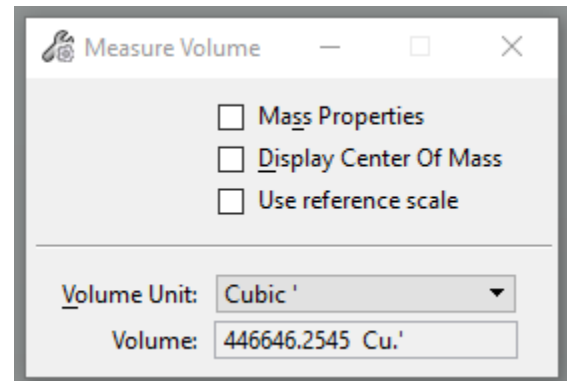 Measure Volume
Mass Properties
Display Center Of Mass
Use reference scale
Volume Unit: Cubic '
Volume: 446646.2545 Cu.'